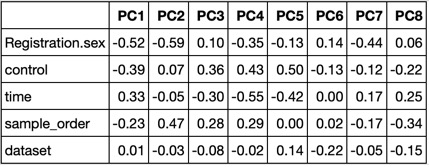 PC1 PC2 PC3 PC4 PC5 PC6 PC7 PC8
Registration.sex -0.52 -0.59 0.10 -0.35 -0.13 0.14 -0.44 0.06
control -0.39 0.07 0.36 0.43 0.50 -0.13 -0.12 -0.22
time 0.33 -0.05 -0.30 -0.55 -0.42 0.00 0.17 0.25
sample_order -0.23 0.47 0.28 0.29 0.00 0.02 -0.17 -0.34
dataset 0.01 -0.03 -0.08 -0.02 0.14 -0.22 -0.05 -0.15